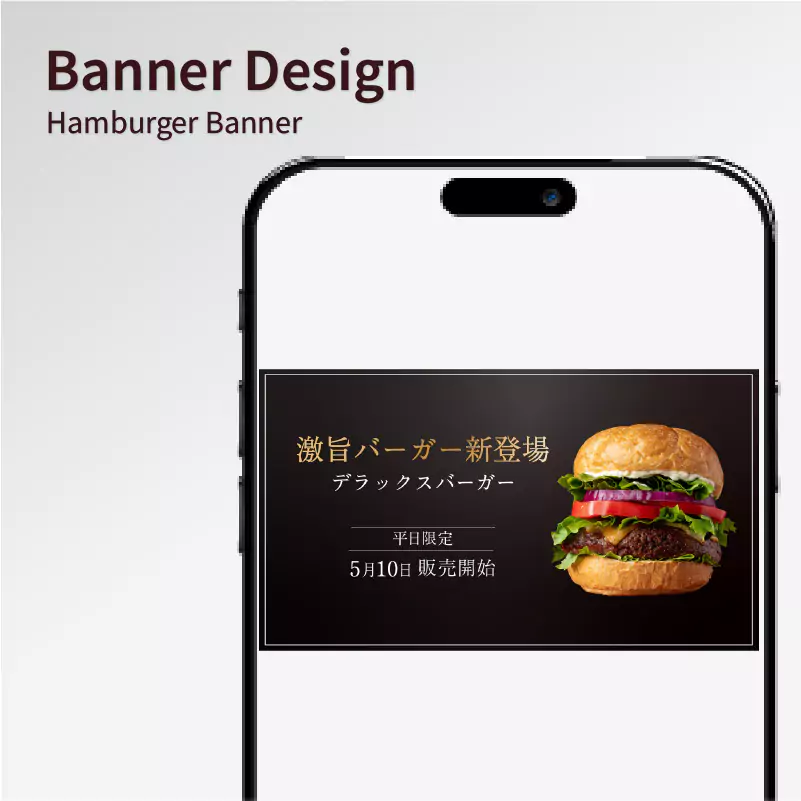 Banner Design
Hamburger Banner
激旨バーガー新登場
デラックスバーガー
平日限定
5月10日 販売開始